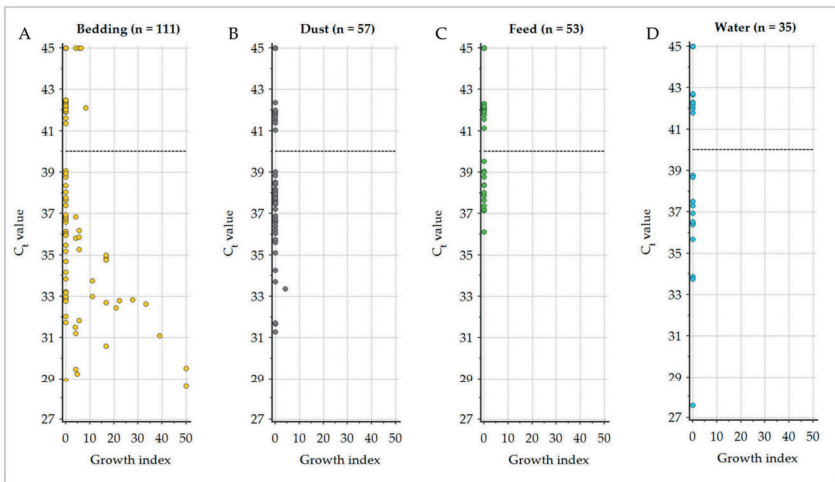 A Bedding (n = 111)
B Dust (n = 57)
C Feed (n = 53)
D Water (n = 35)
45
43
41
39
37
35
33
31
29
27
Ct value
0 10 20 30 40 50
Growth index
45
43
41
39
37
35
33
31
29
27
Ct value
0 10 20 30 40 50
Growth index
45
43
41
39
37
35
33
31
29
27
Ct value
0 10 20 30 40 50
Growth index
45
43
41
39
37
35
33
31
29
27
Ct value
0 10 20 30 40 50
Growth index